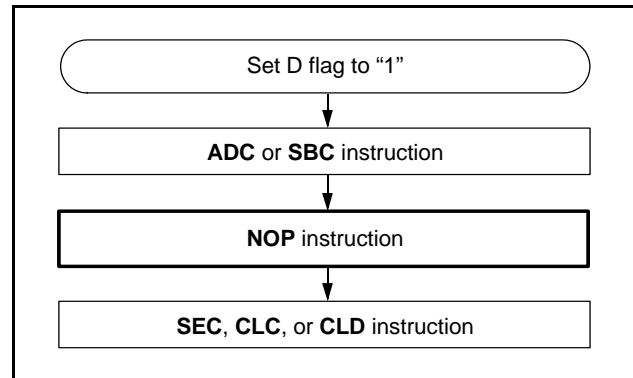 Set D flag to “1”
ADC or SBC instruction
NOP instruction
SEC, CLC, or CLD instruction